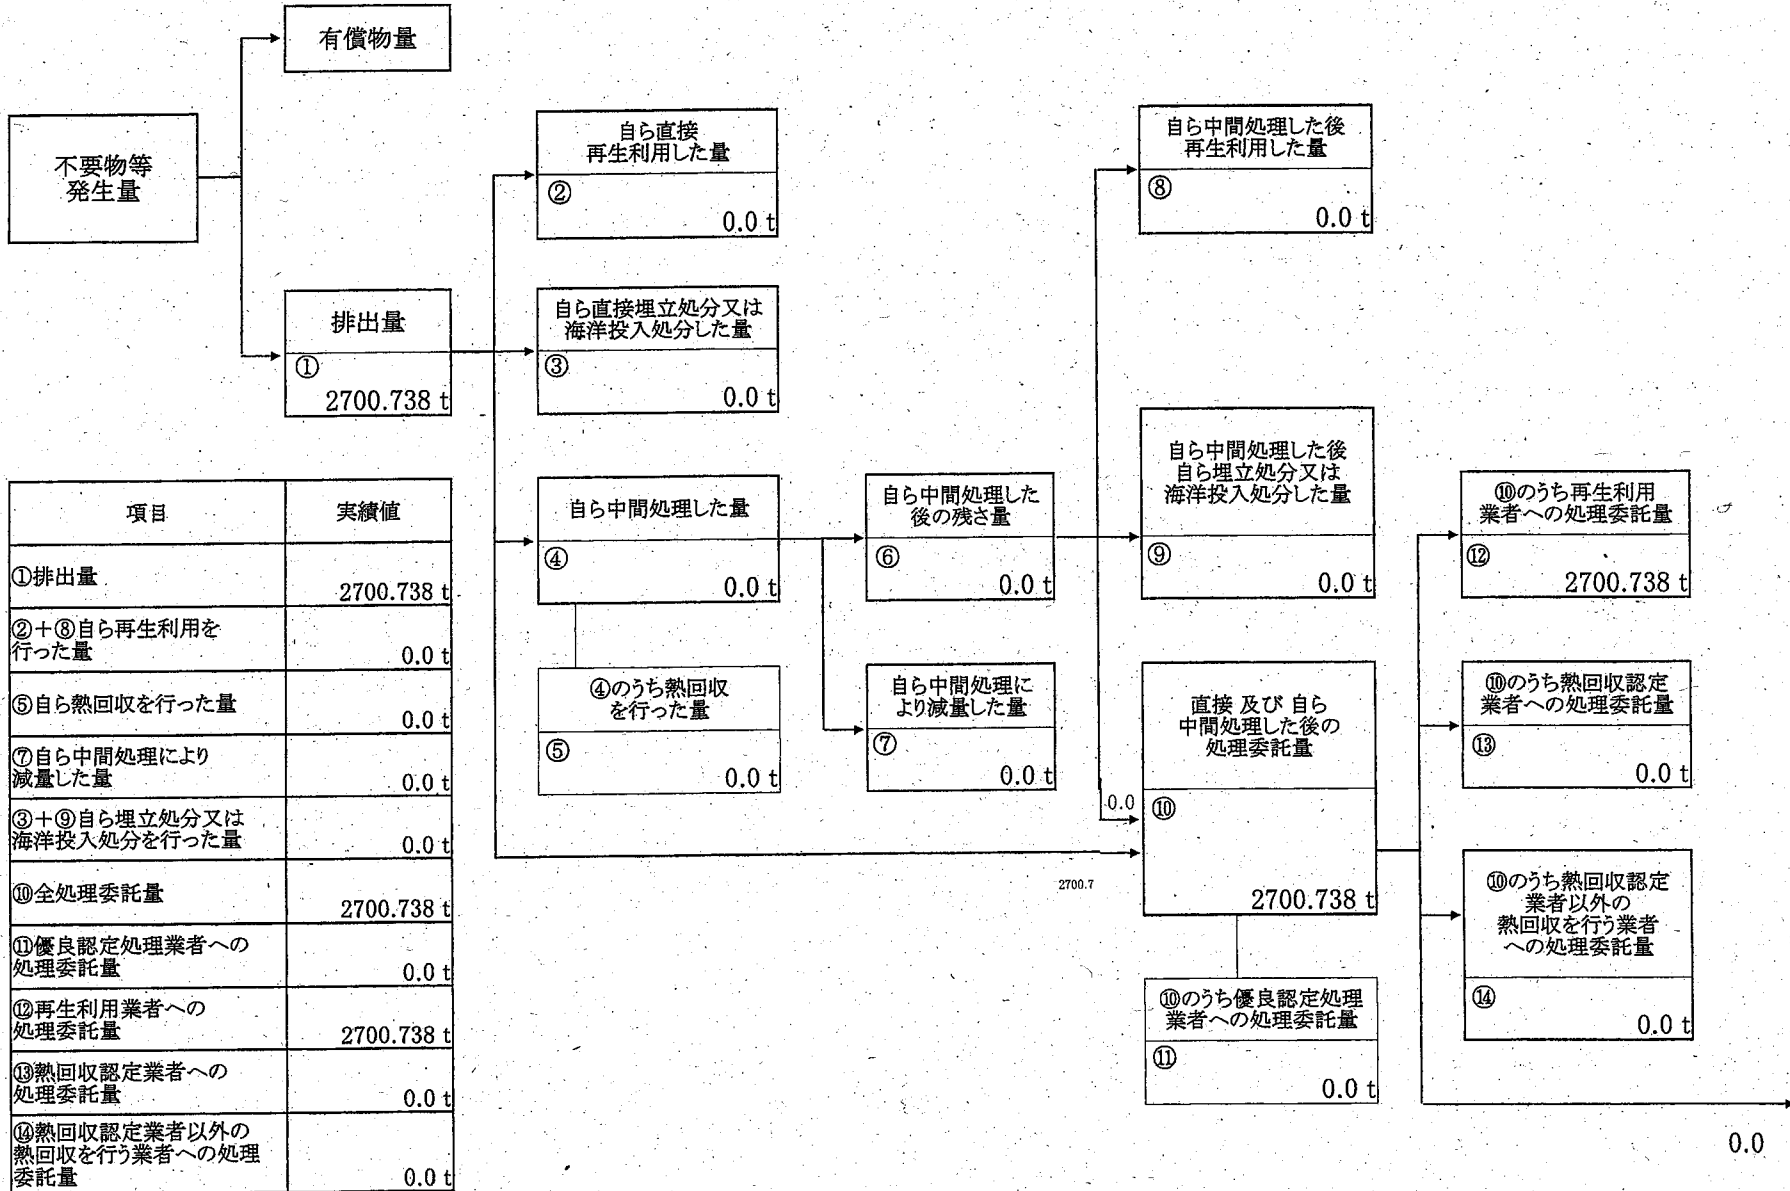 有償物量
不要物等
発生量
排出量
①
2700.738 t
自ら直接
再生利用した量
②
0.0 t
自ら直接埋立処分又は
海洋投入処分した量
③
0.0 t
自ら中間処理した量
④
0.0 t
④のうち熱回収
を行った量
⑤
0.0 t
自ら中間処理した
後の残さ量
⑥
0.0 t
自ら中間処理に
より減量した量
⑦
0.0 t
自ら中間処理した後
再生利用した量
⑧
0.0 t
自ら中間処理した後
自ら埋立処分又は
海洋投入処分した量
⑨
0.0 t
直接 及び 自ら
中間処理した後の
処理委託量
0.0
⑩
2700.7
2700.738 t
⑩のうち優良認定処理
業者への処理委託量
⑪
0.0 t
⑩のうち再生利用
業者への処理委託量
⑫
2700.738 t
⑩のうち熱回収認定
業者への処理委託量
⑬
0.0 t
⑩のうち熱回収認定
業者以外の
熱回収を行う業者
への処理委託量
⑭
0.0 t
0.0
項目 実績値
①排出量
2700.738 t
②+⑧自ら再生利用を
行った量
0.0 t
⑤自ら熱回収を行った量
0.0 t
⑦自ら中間処理により
減量した量
0.0 t
③+⑨自ら埋立処分又は
海洋投入処分を行った量
0.0 t
⑩全処理委託量
2700.738 t
⑪優良認定処理業者への
処理委託量
0.0 t
⑫再生利用業者への
処理委託量
2700.738 t
⑬熱回収認定業者への
処理委託量
0.0 t
⑭熱回収認定業者以外の
熱回収を行う業者への処理
委託量
0.0 t